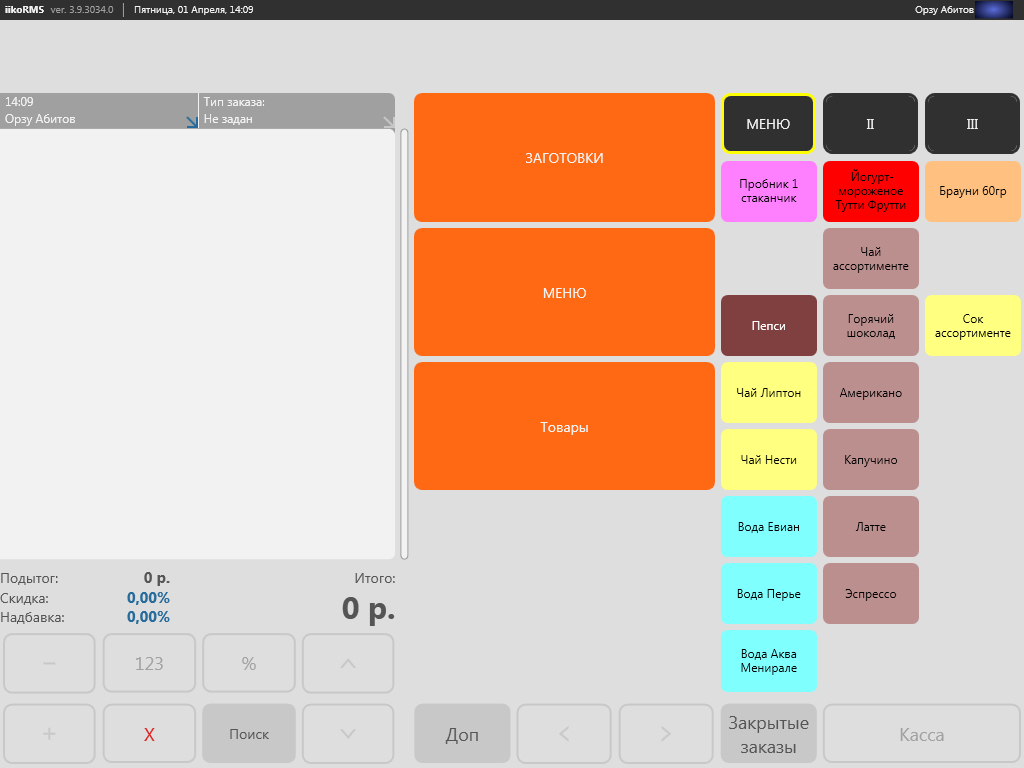 iikoRMS ver. 3.9.3034.0 Пятница, 01 Апреля, 14:09 Орзу Абитов
14:09
Орзу Абитов
Тип заказа:
Не задан
ЗАГОТОВКИ
МЕНЮ
Товары
МЕНЮ II III
Пробник 1
стаканчик
Йогурт-
мороженое
Тутти Фрутти
Брауни 60гр
Чай
ассортименте
Пепси
Горячий
шоколад
Сок
ассортименте
Чай Липтон
Американо
Чай Нести
Капучино
Вода Евиан
Латте
Вода Перье
Эспрессо
Вода Аква
Менирале
Подытог: 0 р.
Скидка: 0,00%
Надбавка: 0,00%
Итого:
0 р.
− 123 %
+ X Поиск
Доп < >
Закрытые
заказы
Касса